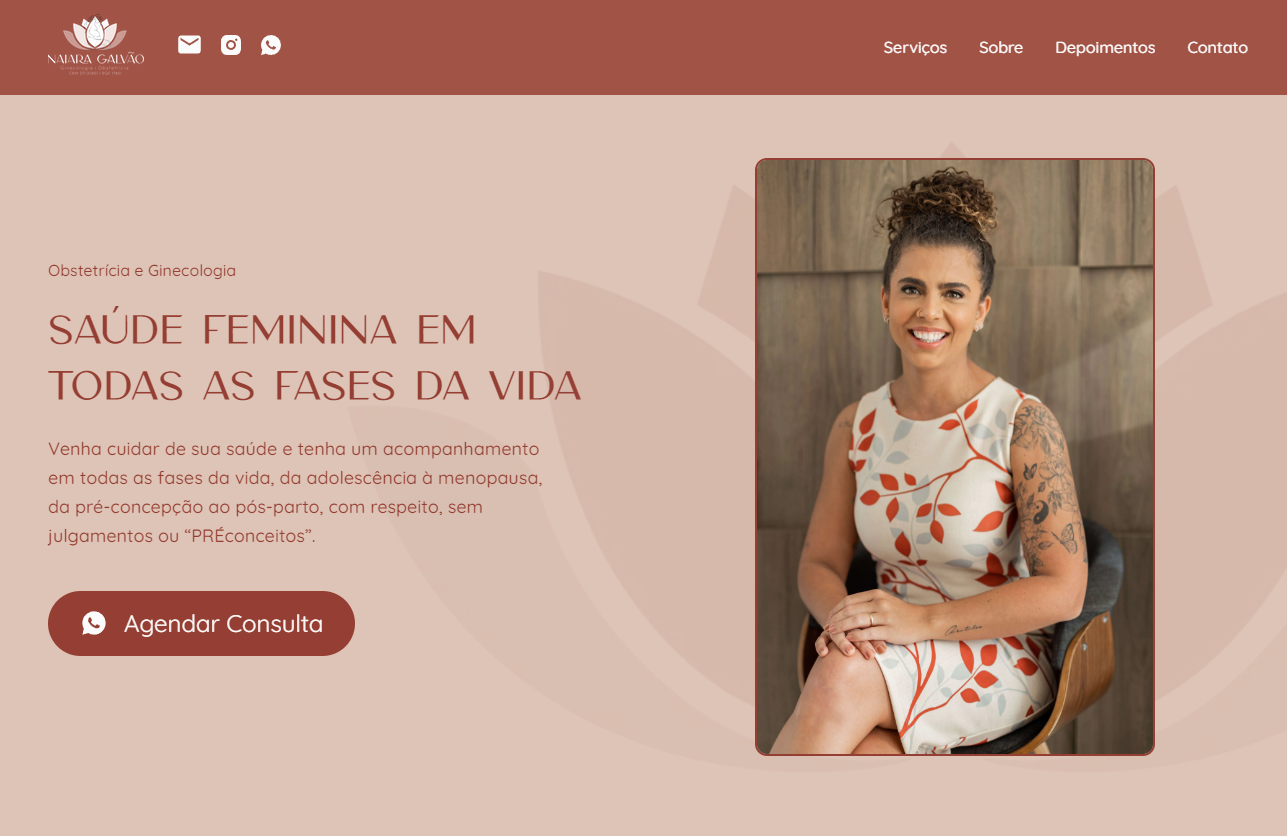 NAIARA GALVÃO
Serviços
Sobre
Depoimentos
Contato
Obstetrícia e Ginecologia
SAÚDE FEMININA EM
TODAS AS FASES DA VIDA
Venha cuidar de sua saúde e tenha um acompanhamento
em todas as fases da vida, da adolescência à menopausa,
da pré-concepção ao pós-parto, com respeito, sem
julgamentos ou “PRÉconceitos”.
Agendar Consulta